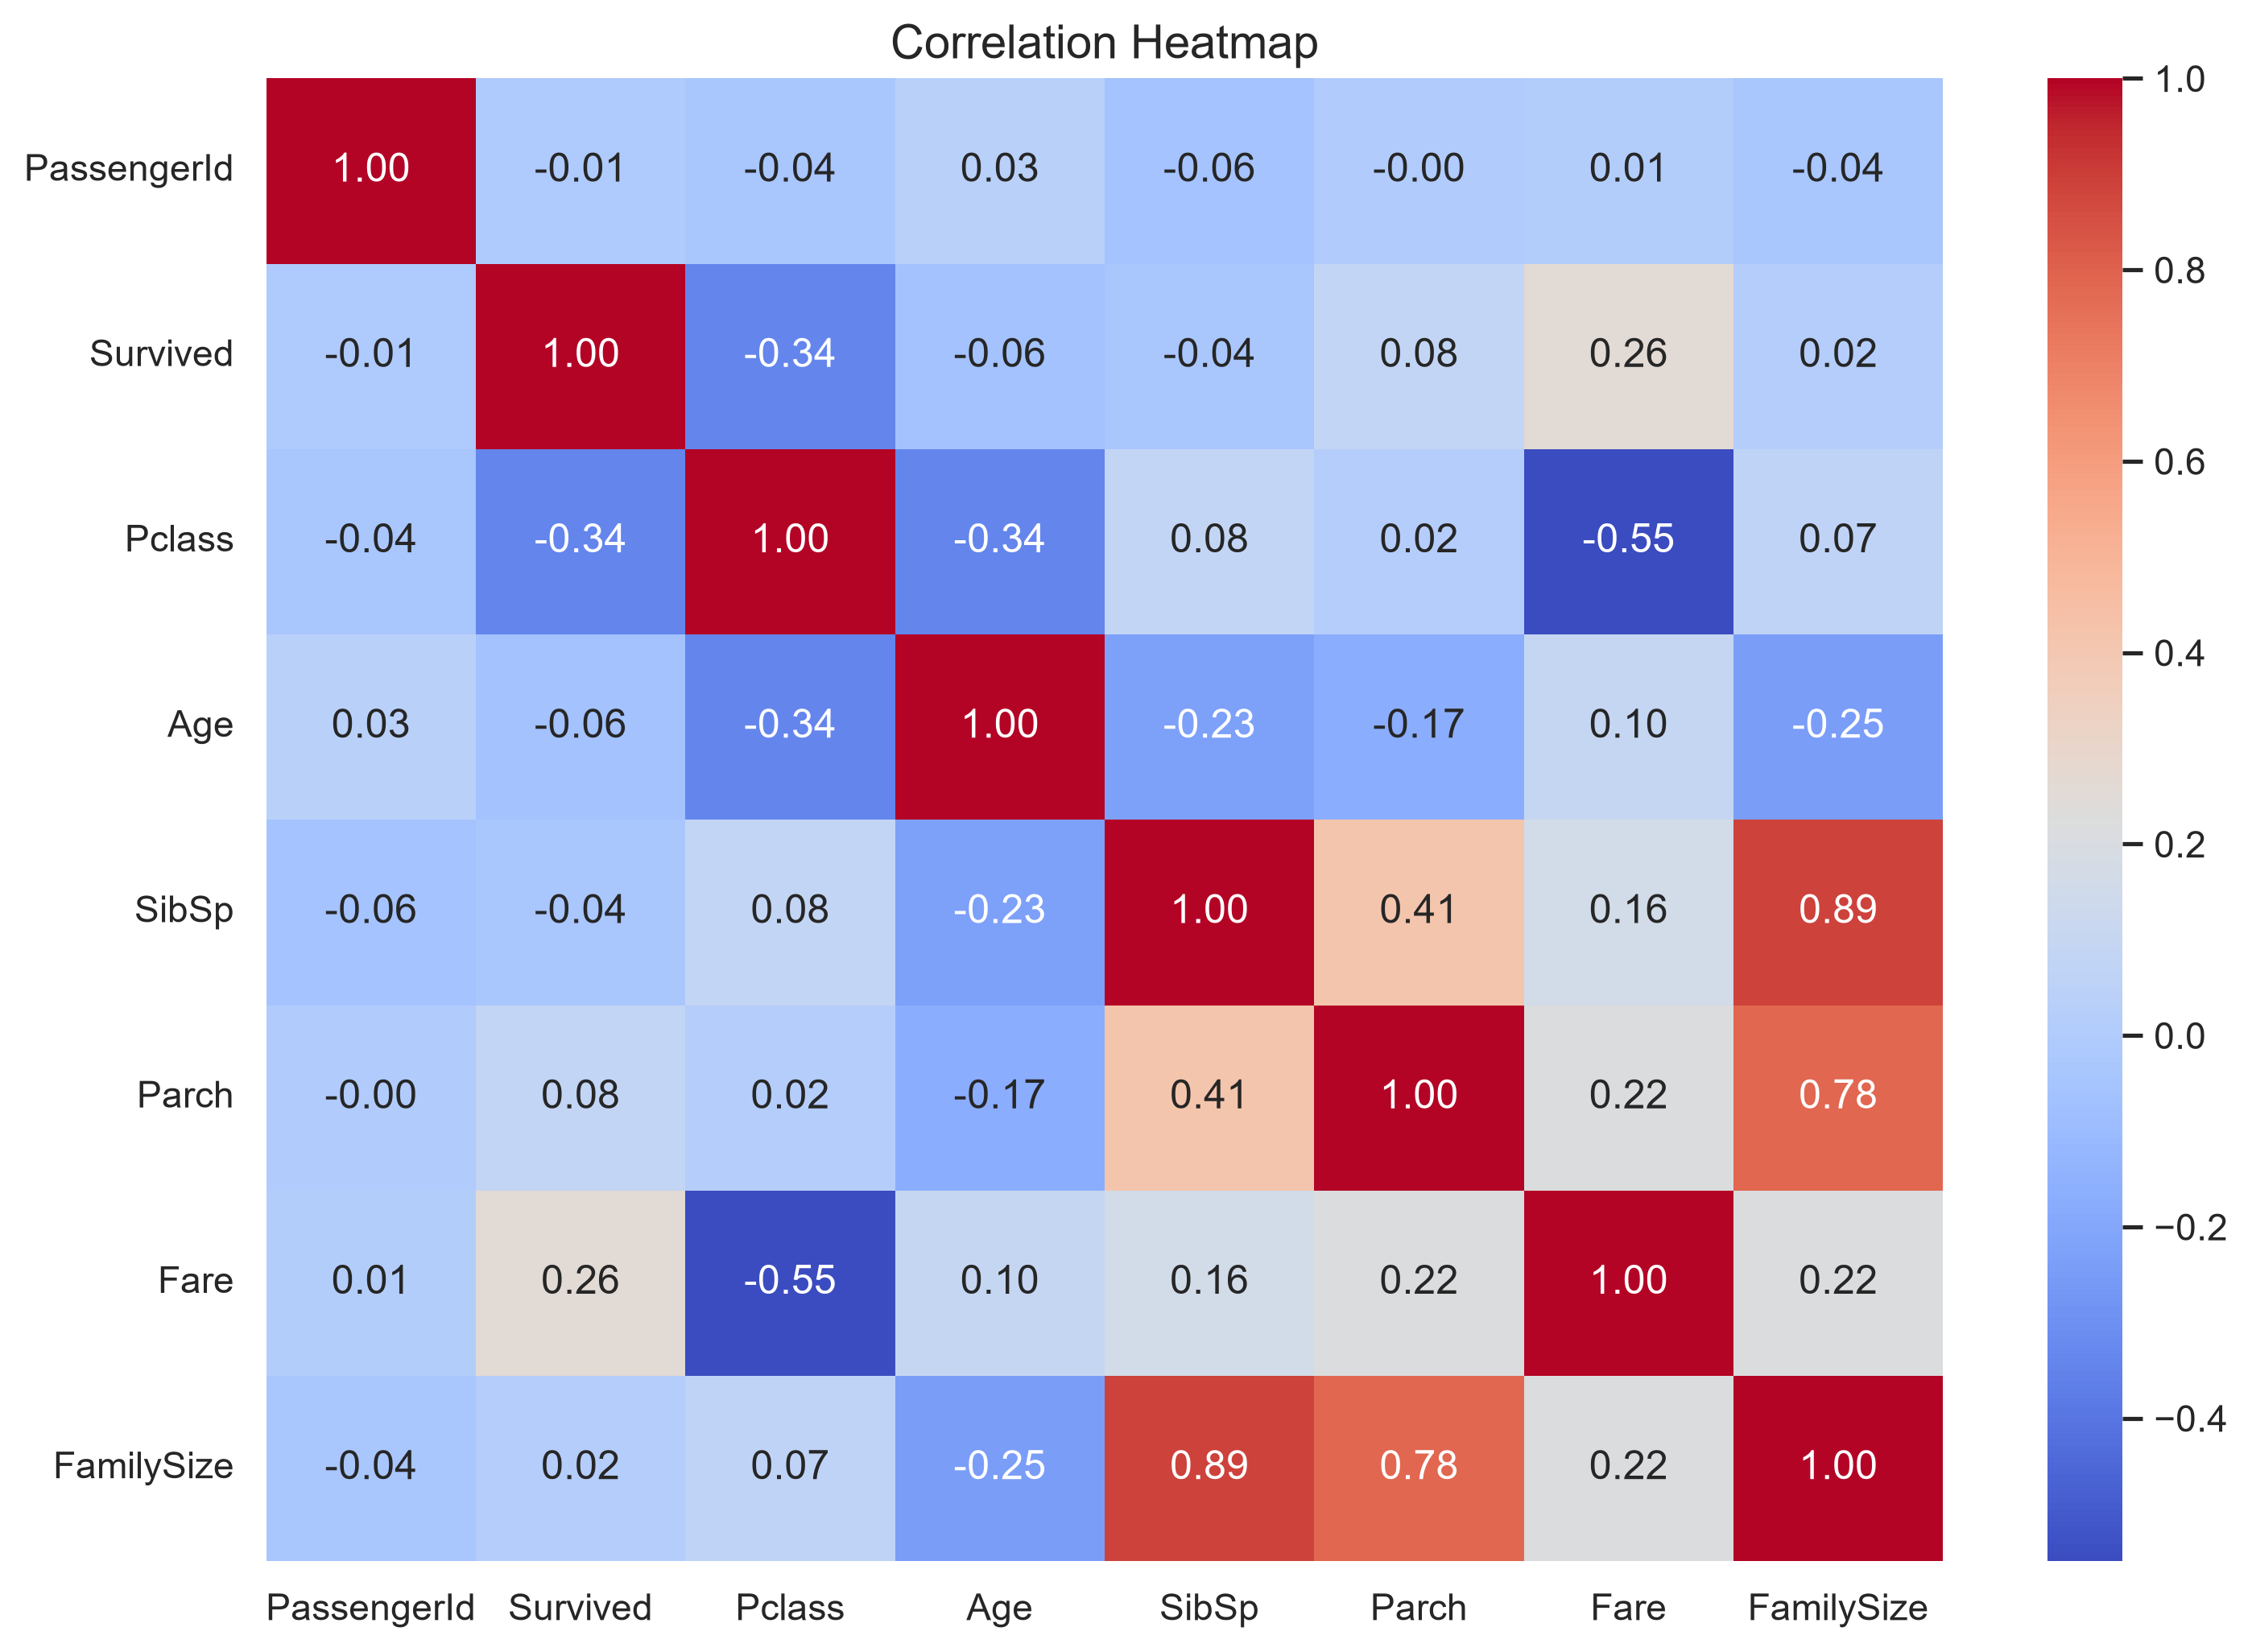 Correlation Heatmap
PassengerId 1.00 -0.01 -0.04 0.03 -0.06 -0.00 0.01 -0.04
Survived -0.01 1.00 -0.34 -0.06 -0.04 0.08 0.26 0.02
Pclass -0.04 -0.34 1.00 -0.34 0.08 0.02 -0.55 0.07
Age 0.03 -0.06 -0.34 1.00 -0.23 -0.17 0.10 -0.25
SibSp -0.06 -0.04 0.08 -0.23 1.00 0.41 0.16 0.89
Parch -0.00 0.08 0.02 -0.17 0.41 1.00 0.22 0.78
Fare 0.01 0.26 -0.55 0.10 0.16 0.22 1.00 0.22
FamilySize -0.04 0.02 0.07 -0.25 0.89 0.78 0.22 1.00
PassengerId Survived Pclass Age SibSp Parch Fare FamilySize
1.0
0.8
0.6
0.4
0.2
0.0
−0.2
−0.4